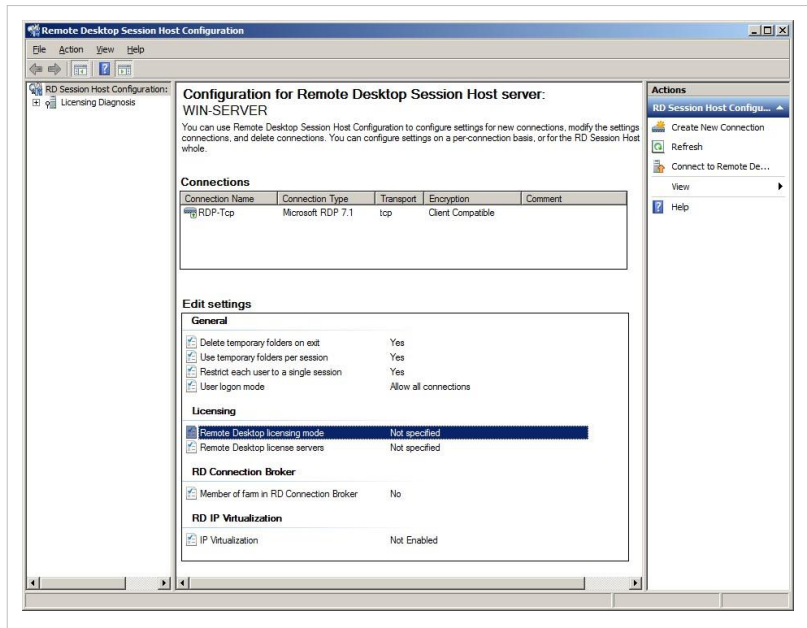 Remote Desktop Session Host Configuration
File Action View Help
RD Session Host Configuration:
Licensing Diagnosis
Configuration for Remote Desktop Session Host server:
WIN-SERVER
You can use Remote Desktop Session Host Configuration to configure settings for new connections, modify the settings
connections, and delete connections. You can configure settings on a per-connection basis, or for the RD Session Host
whole.
Connections
Connection Name Connection Type Transport Encryption Comment
RDP-Tcp Microsoft RDP 7.1 tcp Client Compatible
Edit settings
General
Delete temporary folders on exit Yes
Use temporary folders per session Yes
Restrict each user to a single session Yes
User logon mode Allow all connections
Licensing
Remote Desktop licensing mode Not specified
Remote Desktop license servers Not specified
RD Connection Broker
Member of farm in RD Connection Broker No
RD IP Virtualization
IP Virtualization Not Enabled
Actions
RD Session Host Configu...
Create New Connection
Refresh
Connect to Remote De...
View
Help